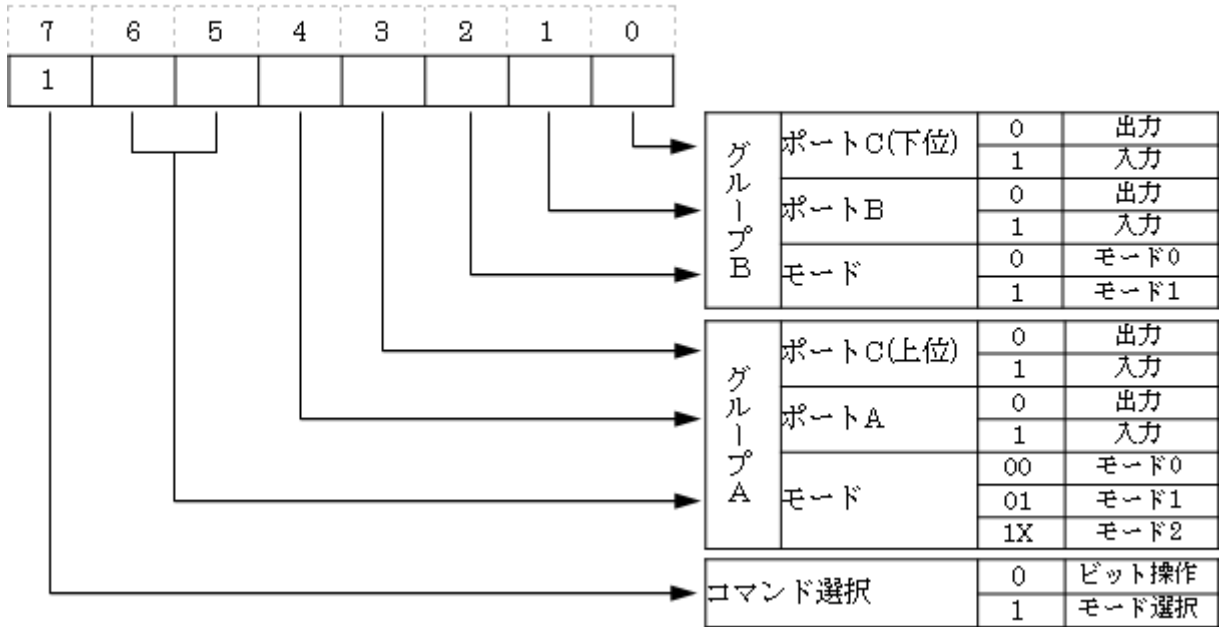 7 6 5 4 3 2 1 0
1
グループB
ポートC(下位) 0 出力
1 入力
ポートB 0 出力
1 入力
モード 0 モード0
1 モード1
グループA
ポートC(上位) 0 出力
1 入力
ポートA 0 出力
1 入力
モード 00 モード0
01 モード1
1X モード2
コマンド選択 0 ビット操作
1 モード選択